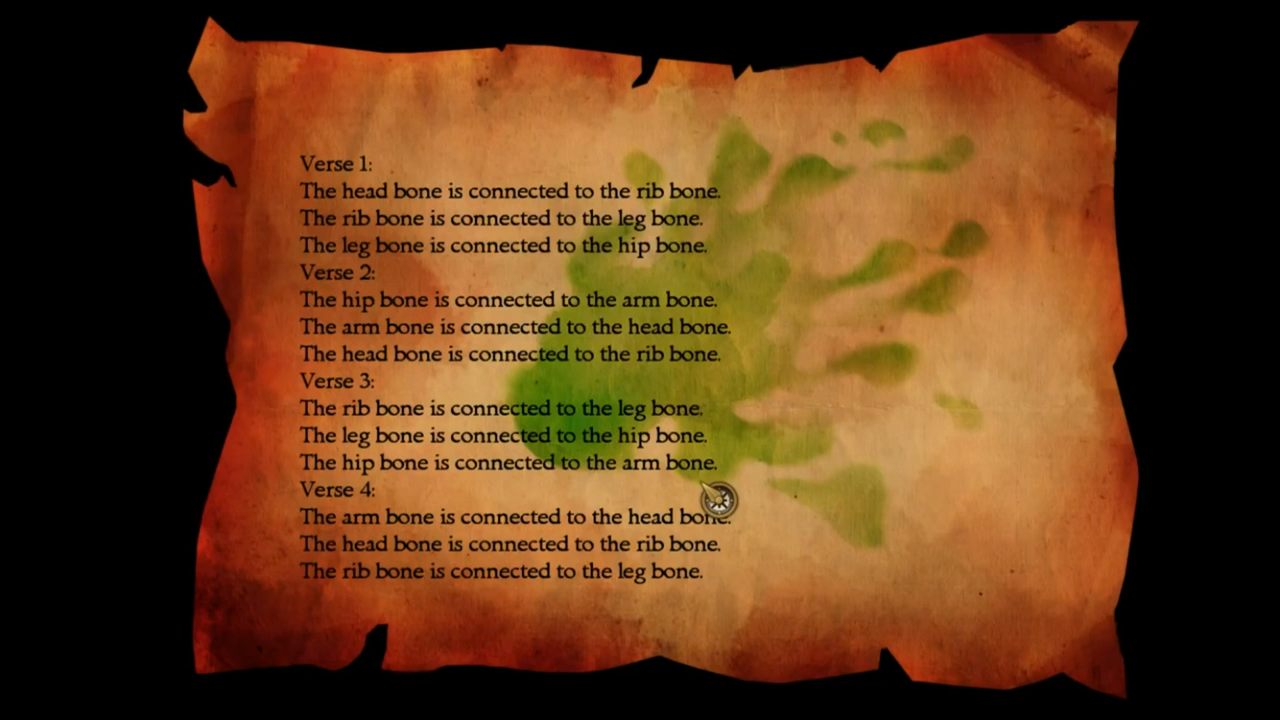 Verse 1:
The head bone is connected to the rib bone.
The rib bone is connected to the leg bone.
The leg bone is connected to the hip bone.
Verse 2:
The hip bone is connected to the arm bone.
The arm bone is connected to the head bone.
The head bone is connected to the rib bone.
Verse 3:
The rib bone is connected to the leg bone.
The leg bone is connected to the hip bone.
The hip bone is connected to the arm bone.
Verse 4:
The arm bone is connected to the head bone.
The head bone is connected to the rib bone.
The rib bone is connected to the leg bone.